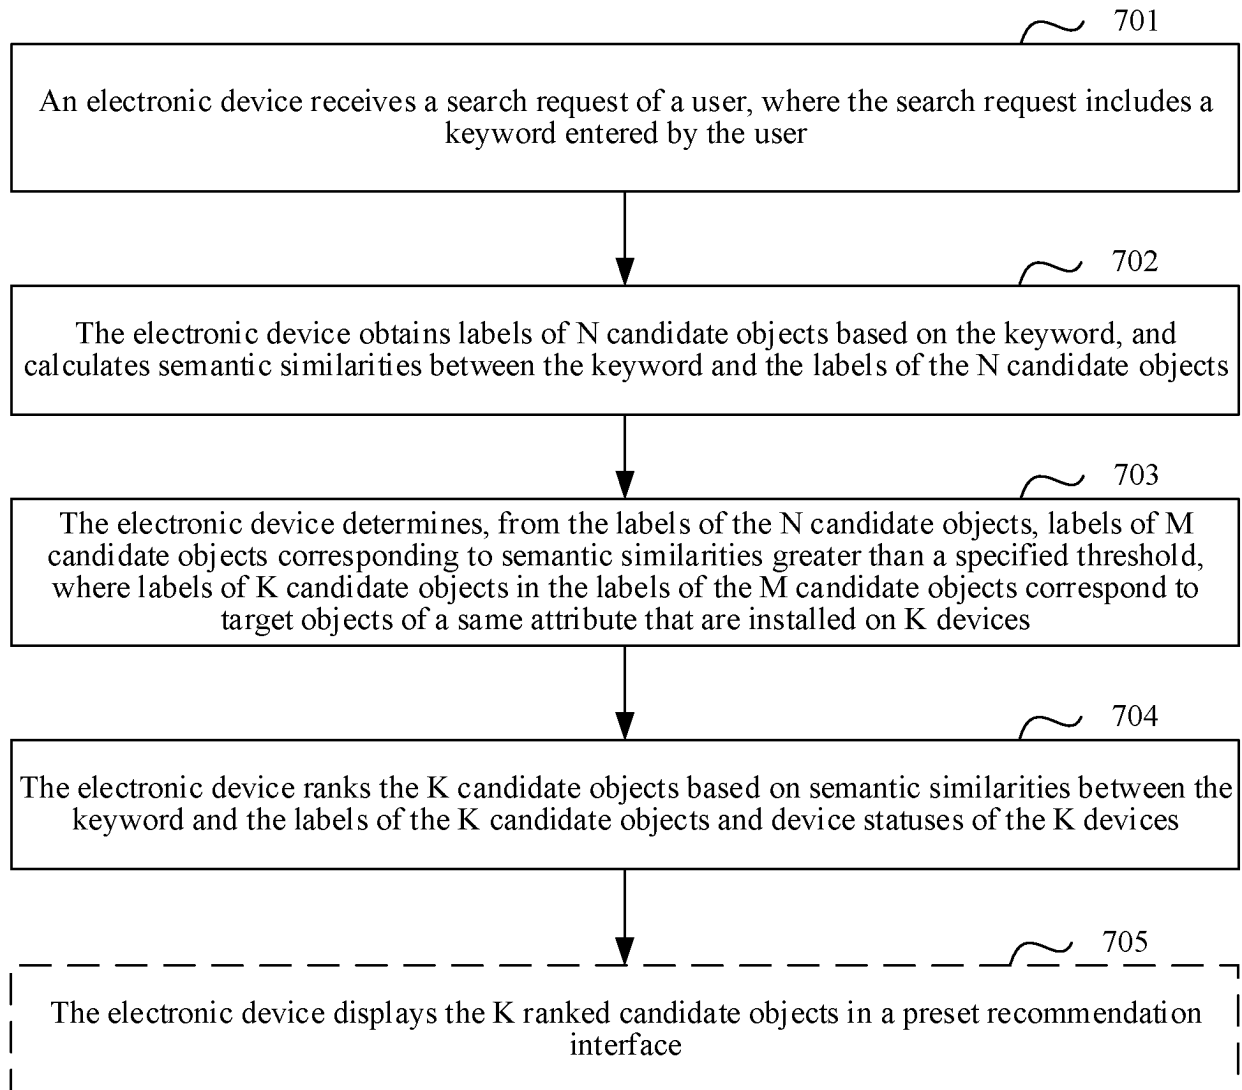 701
An electronic device receives a search request of a user, where the search request includes a
keyword entered by the user
702
The electronic device obtains labels of N candidate objects based on the keyword, and
calculates semantic similarities between the keyword and the labels of the N candidate objects
703
The electronic device determines, from the labels of the N candidate objects, labels of M
candidate objects corresponding to semantic similarities greater than a specified threshold,
where labels of K candidate objects in the labels of the M candidate objects correspond to
target objects of a same attribute that are installed on K devices
704
The electronic device ranks the K candidate objects based on semantic similarities between the
keyword and the labels of the K candidate objects and device statuses of the K devices
705
The electronic device displays the K ranked candidate objects in a preset recommendation
interface